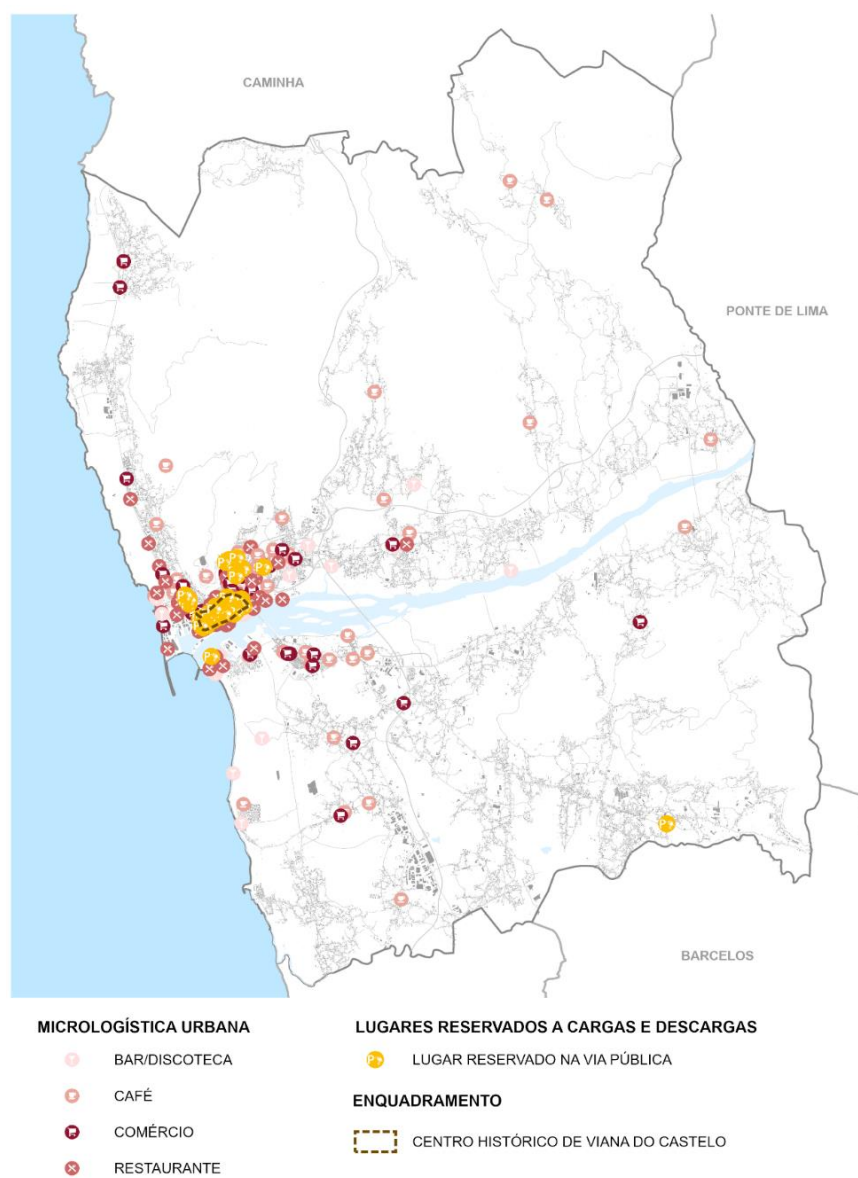 CAMINHA
PONTE DE LIMA
BARCELOS
MICROLOGÍSTICA URBANA
BAR/DISCOTECA
CAFÉ
COMÉRCIO
RESTAURANTE
LUGARES RESERVADOS A CARGAS E DESCARGAS
LUGAR RESERVADO NA VIA PÚBLICA
ENQUADRAMENTO
CENTRO HISTÓRICO DE VIANA DO CASTELO